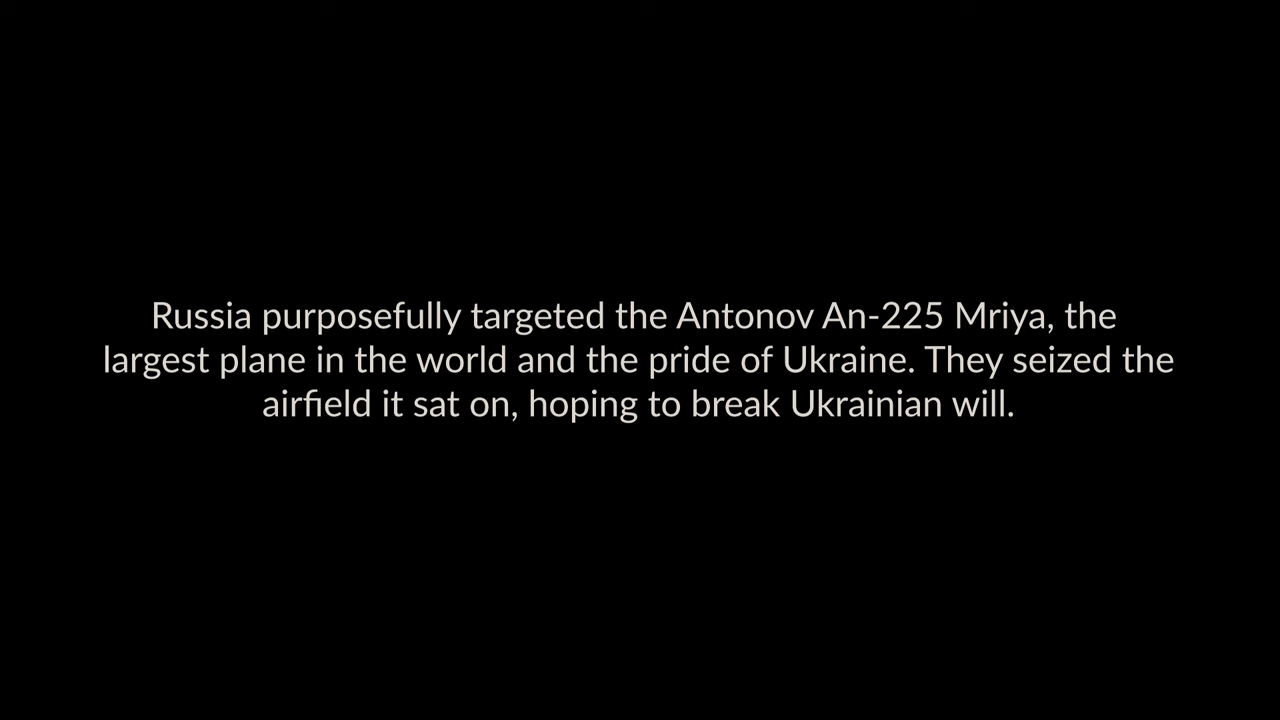 Russia purposefully targeted the Antonov An-225 Mriya, the
largest plane in the world and the pride of Ukraine. They seized the
airfield it sat on, hoping to break Ukrainian will.